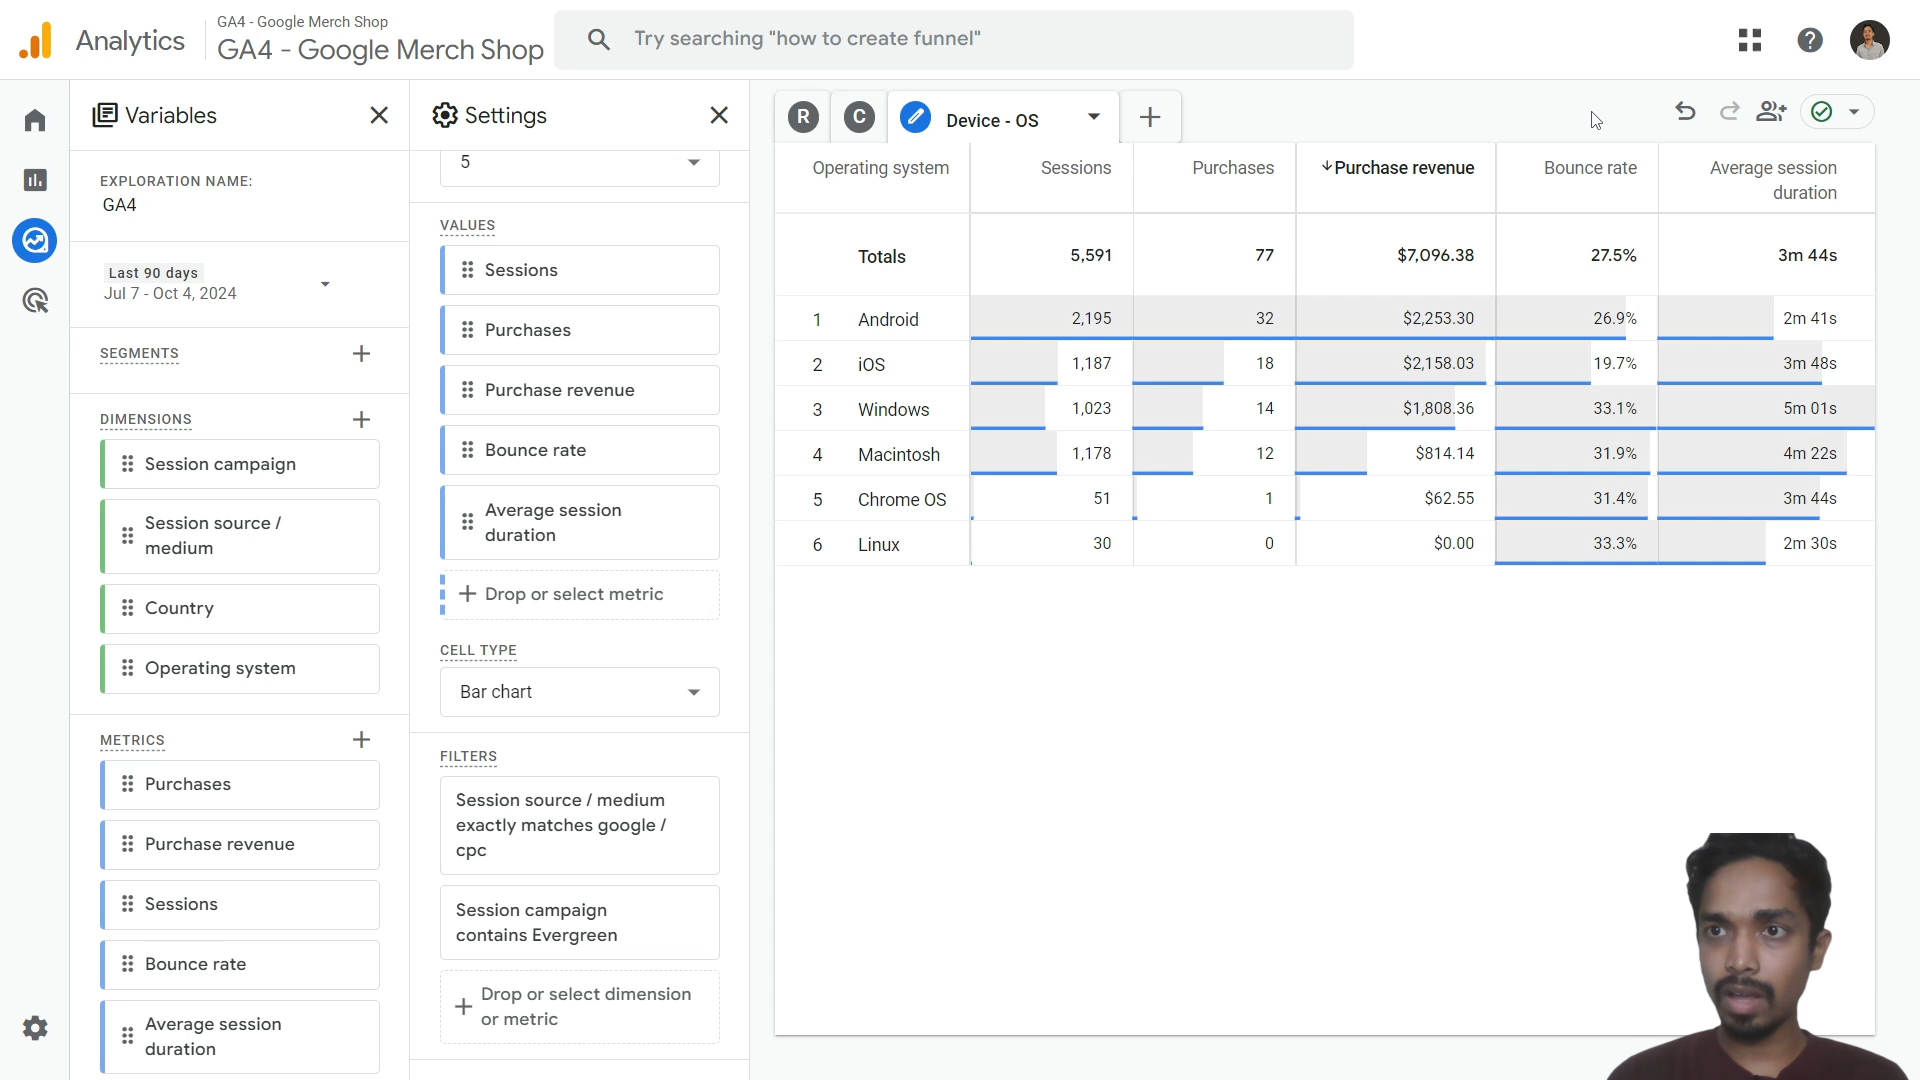 Analytics
GA4 - Google Merch Shop
GA4 - Google Merch Shop
Try searching "how to create funnel"
Variables
EXPLORATION NAME:
GA4
Last 90 days
Jul 7 - Oct 4, 2024
SEGMENTS
DIMENSIONS
Session campaign
Session source /
medium
Country
Operating system
METRICS
Purchases
Purchase revenue
Sessions
Bounce rate
Average session
duration
Settings
5
VALUES
Sessions
Purchases
Purchase revenue
Bounce rate
Average session
duration
Drop or select metric
CELL TYPE
Bar chart
FILTERS
Session source / medium
exactly matches google /
cpc
Session campaign
contains Evergreen
Drop or select dimension
or metric
R C Device - OS
Operating system Sessions Purchases ↓Purchase revenue Bounce rate Average session
duration
Totals 5,591 77 $7,096.38 27.5% 3m 44s
1 Android 2,195 32 $2,253.30 26.9% 2m 41s
2 iOS 1,187 18 $2,158.03 19.7% 3m 48s
3 Windows 1,023 14 $1,808.36 33.1% 5m 01s
4 Macintosh 1,178 12 $814.14 31.9% 4m 22s
5 Chrome OS 51 1 $62.55 31.4% 3m 44s
6 Linux 30 0 $0.00 33.3% 2m 30s